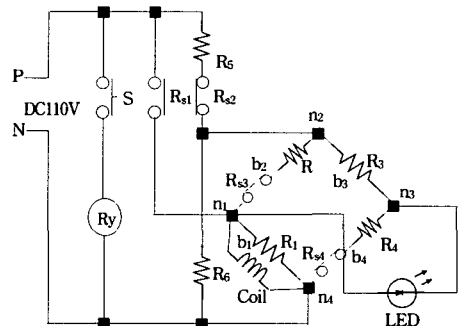 R5
P
S
Rs1
Rs2
DC110V
N
n2
b2
R
R3
Rs3
b3
n3
n1
Ry
b1
R1
Rs4
R4
b4
R6
Coil
n4
LED